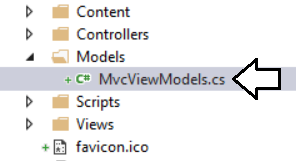 Content
Controllers
Models
+ C# MvcViewModels.cs
Scripts
Views
+ favicon.ico